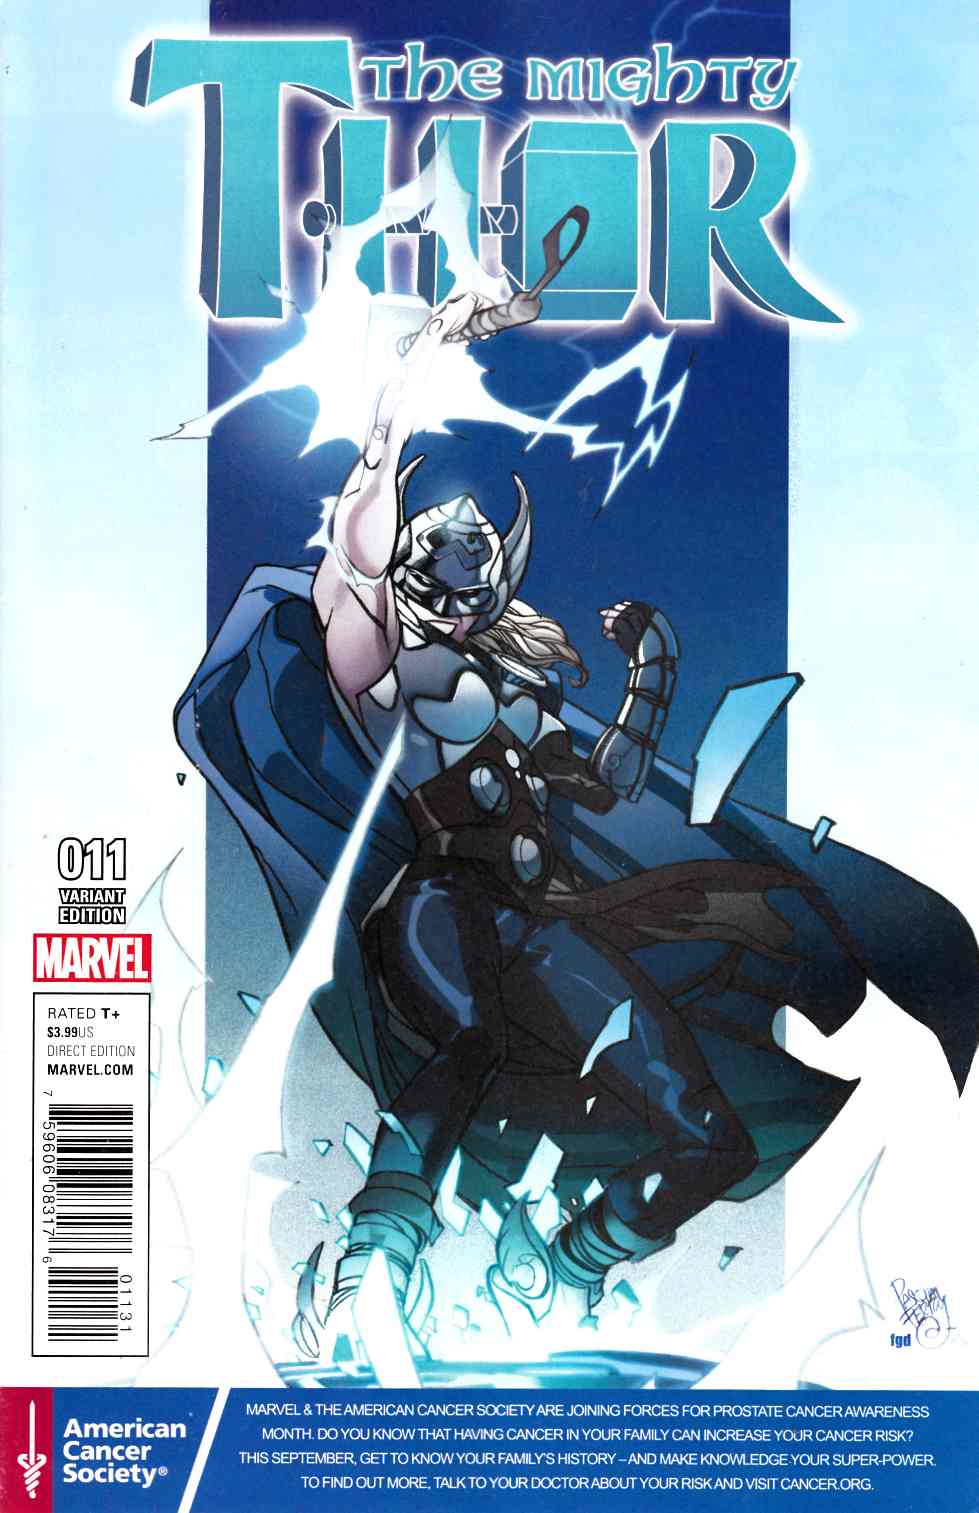 THE MIGHTY
THOR
011
VARIANT
EDITION
MARVEL
RATED T+
$3.99US
DIRECT EDITION
MARVEL.COM
7 59606 08317 6
01131
fgd
American
Cancer
Society®
MARVEL & THE AMERICAN CANCER SOCIETY ARE JOINING FORCES FOR PROSTATE CANCER AWARENESS
MONTH. DO YOU KNOW THAT HAVING CANCER IN YOUR FAMILY CAN INCREASE YOUR CANCER RISK?
THIS SEPTEMBER, GET TO KNOW YOUR FAMILY'S HISTORY – AND MAKE KNOWLEDGE YOUR SUPER-POWER.
TO FIND OUT MORE, TALK TO YOUR DOCTOR ABOUT YOUR RISK AND VISIT CANCER.ORG.